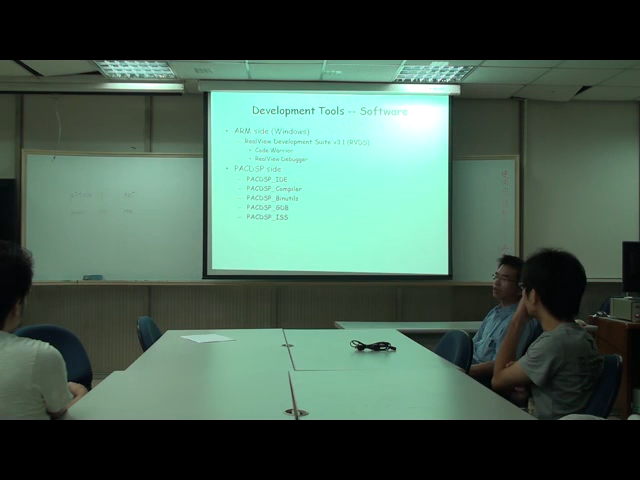 Development Tools -- Software
• ARM side (Windows)
– RealView Development Suite v3.1 (RVDS)
• Code Warrior
• RealView Debugger
• PACDSP side
– PACDSP_IDE
– PACDSP_Compiler
– PACDSP_Binutils
– PACDSP_GDB
– PACDSP_ISS